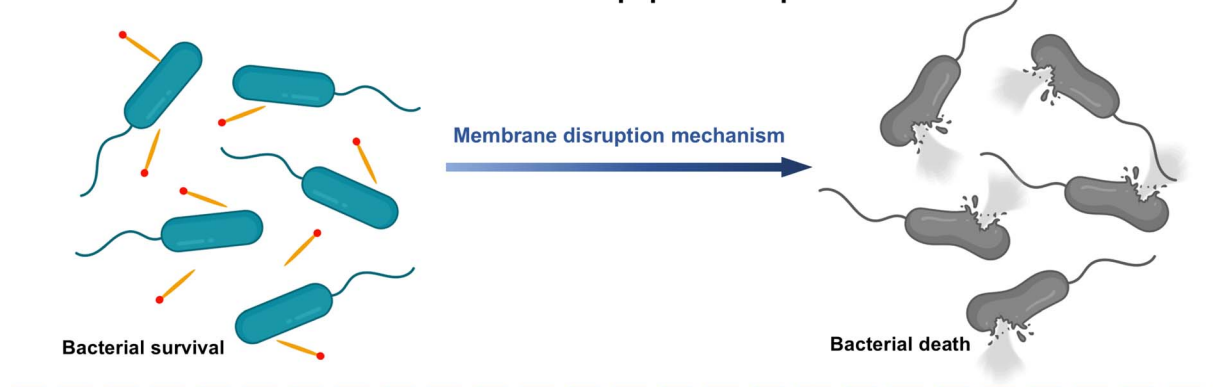 Membrane disruption mechanism
Bacterial survival
Bacterial death